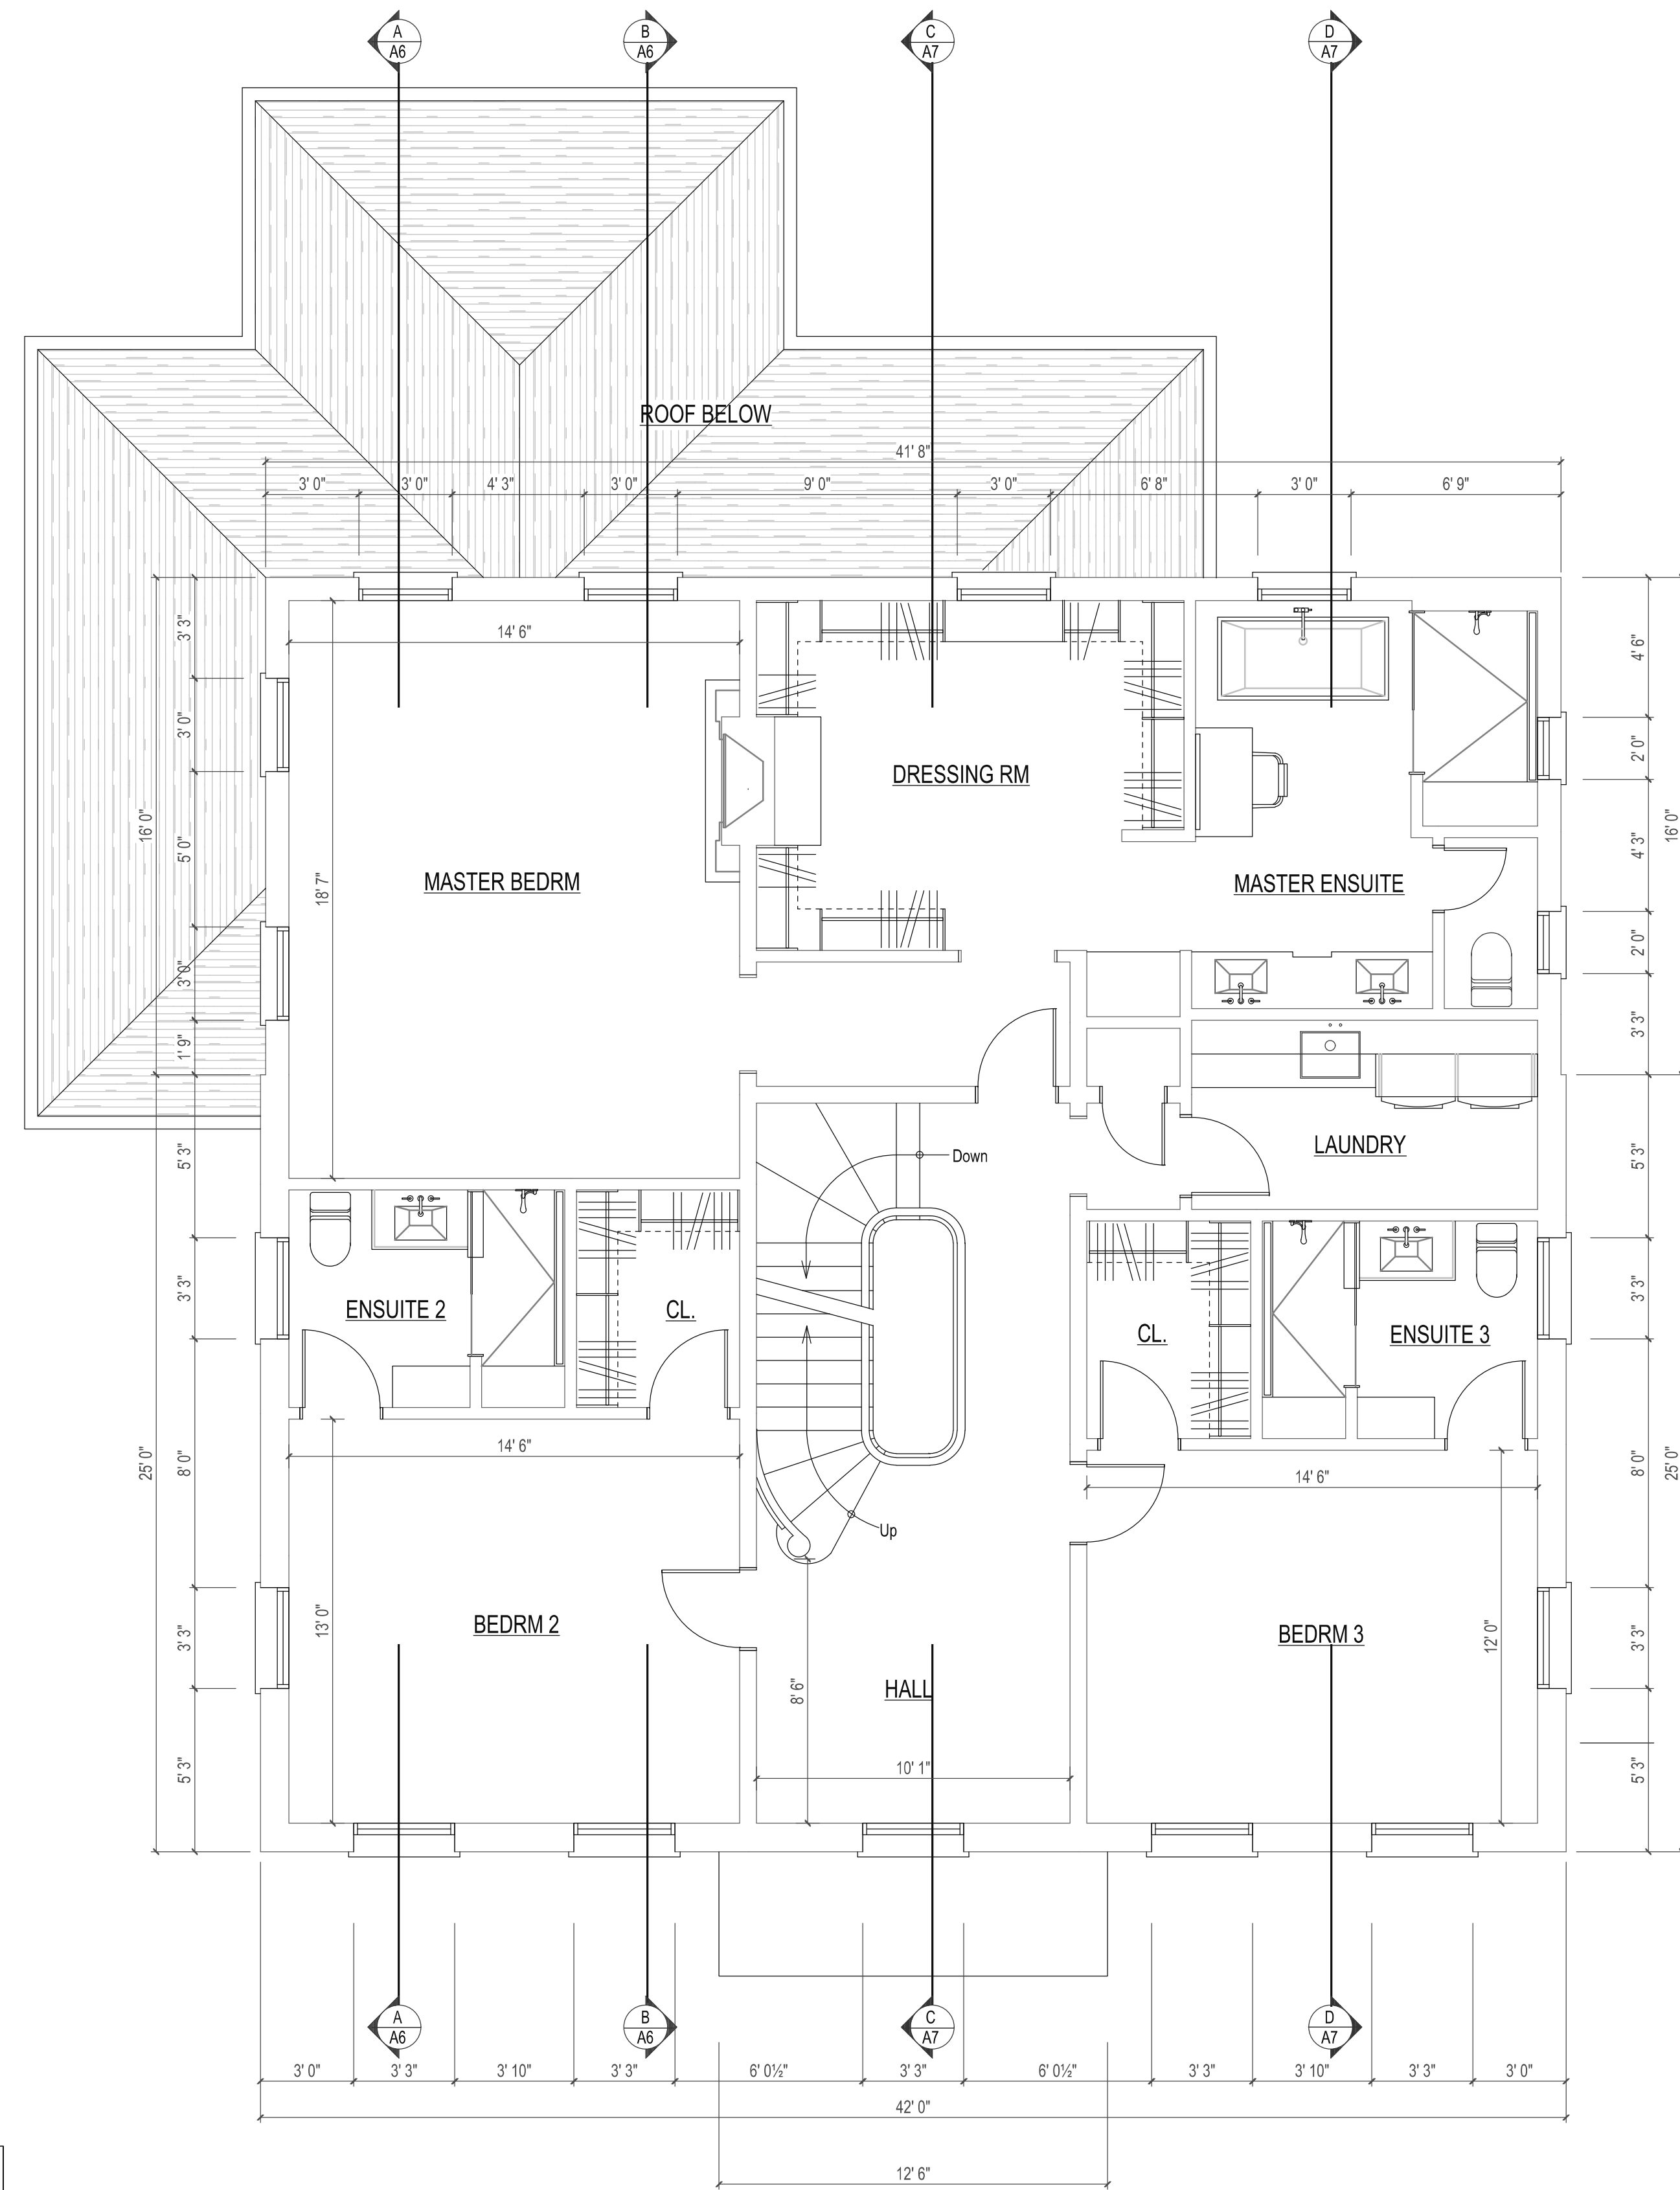 A
A6
B
A6
C
A7
D
A7
ROOF BELOW
41' 8"
3' 0"
3' 0"
4' 3"
3' 0"
9' 0"
3' 0"
6' 8"
3' 0"
6' 9"
3' 3"
3' 0"
5' 0"
3' 0"
1' 9"
16' 0"
14' 6"
18' 7"
MASTER BEDRM
DRESSING RM
MASTER ENSUITE
4' 6"
2' 0"
4' 3"
2' 0"
3' 3"
16' 0"
Down
LAUNDRY
5' 3"
5' 3"
ENSUITE 2
CL.
CL.
ENSUITE 3
3' 3"
3' 3"
25' 0"
8' 0"
14' 6"
14' 6"
8' 0"
25' 0"
Up
13' 0"
BEDRM 2
BEDRM 3
12' 0"
3' 3"
3' 3"
8' 6"
HALL
10' 1"
5' 3"
5' 3"
A
A6
B
A6
C
A7
D
A7
3' 0"
3' 3"
3' 10"
3' 3"
6' 0½"
3' 3"
6' 0½"
3' 3"
3' 10"
3' 3"
3' 0"
42' 0"
12' 6"